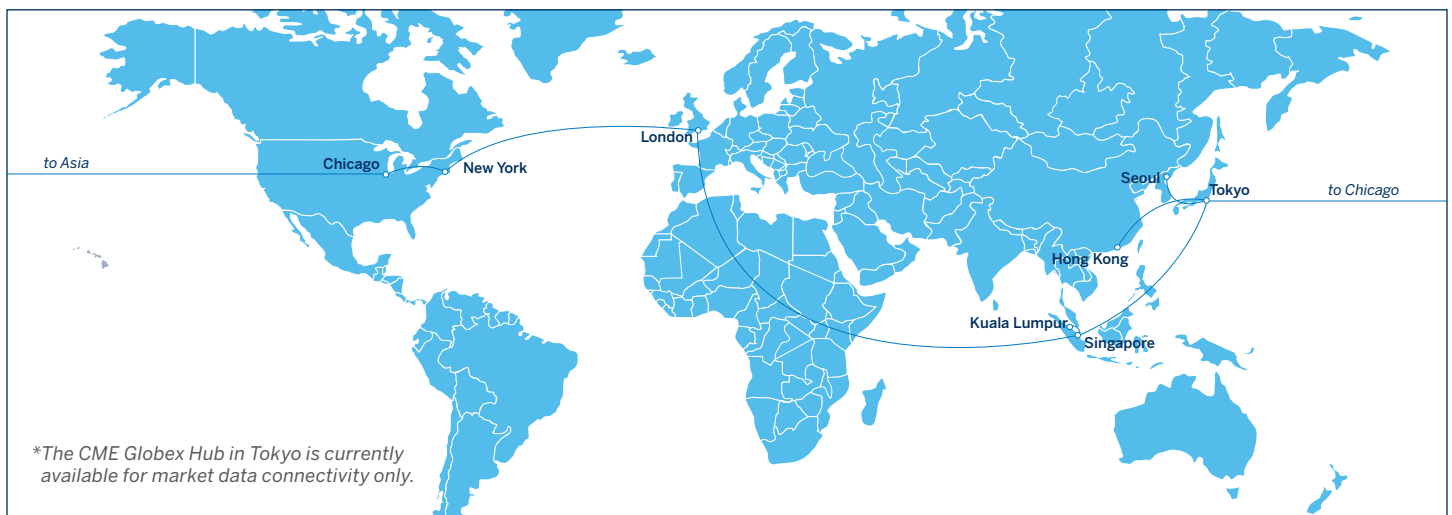 to Asia
Chicago
New York
London
Seoul
Tokyo
to Chicago
Hong Kong
Kuala Lumpur
Singapore
*The CME Globex Hub in Tokyo is currently
available for market data connectivity only.